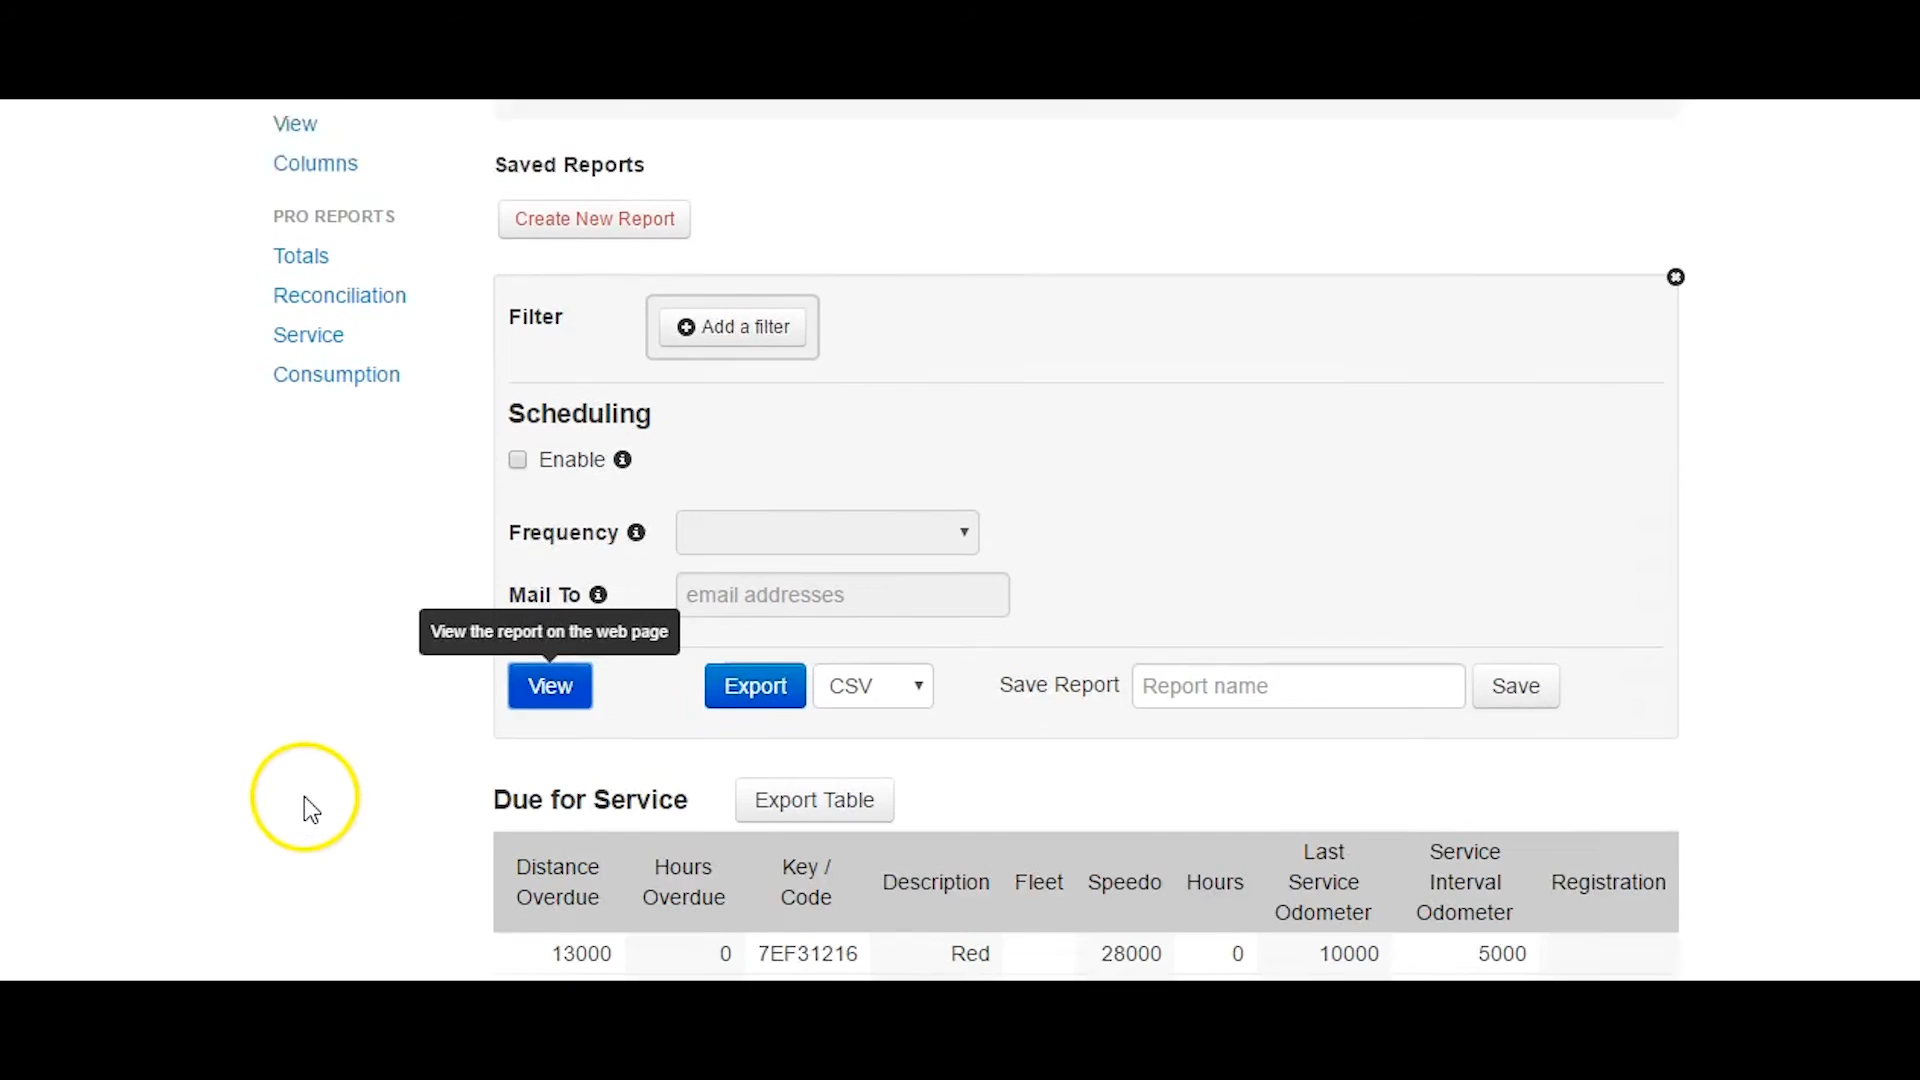 View
Columns
PRO REPORTS
Totals
Reconciliation
Service
Consumption
Saved Reports
Create New Report
Filter
Add a filter
Scheduling
Enable
Frequency
Mail To
email addresses
View the report on the web page
View
Export
CSV
Save Report
Report name
Save
Due for Service
Export Table
Distance
Overdue
Hours
Overdue
Key /
Code
Description
Fleet
Speedo
Hours
Last
Service
Odometer
Service
Interval
Odometer
Registration
13000
0
7EF31216
Red
28000
0
10000
5000